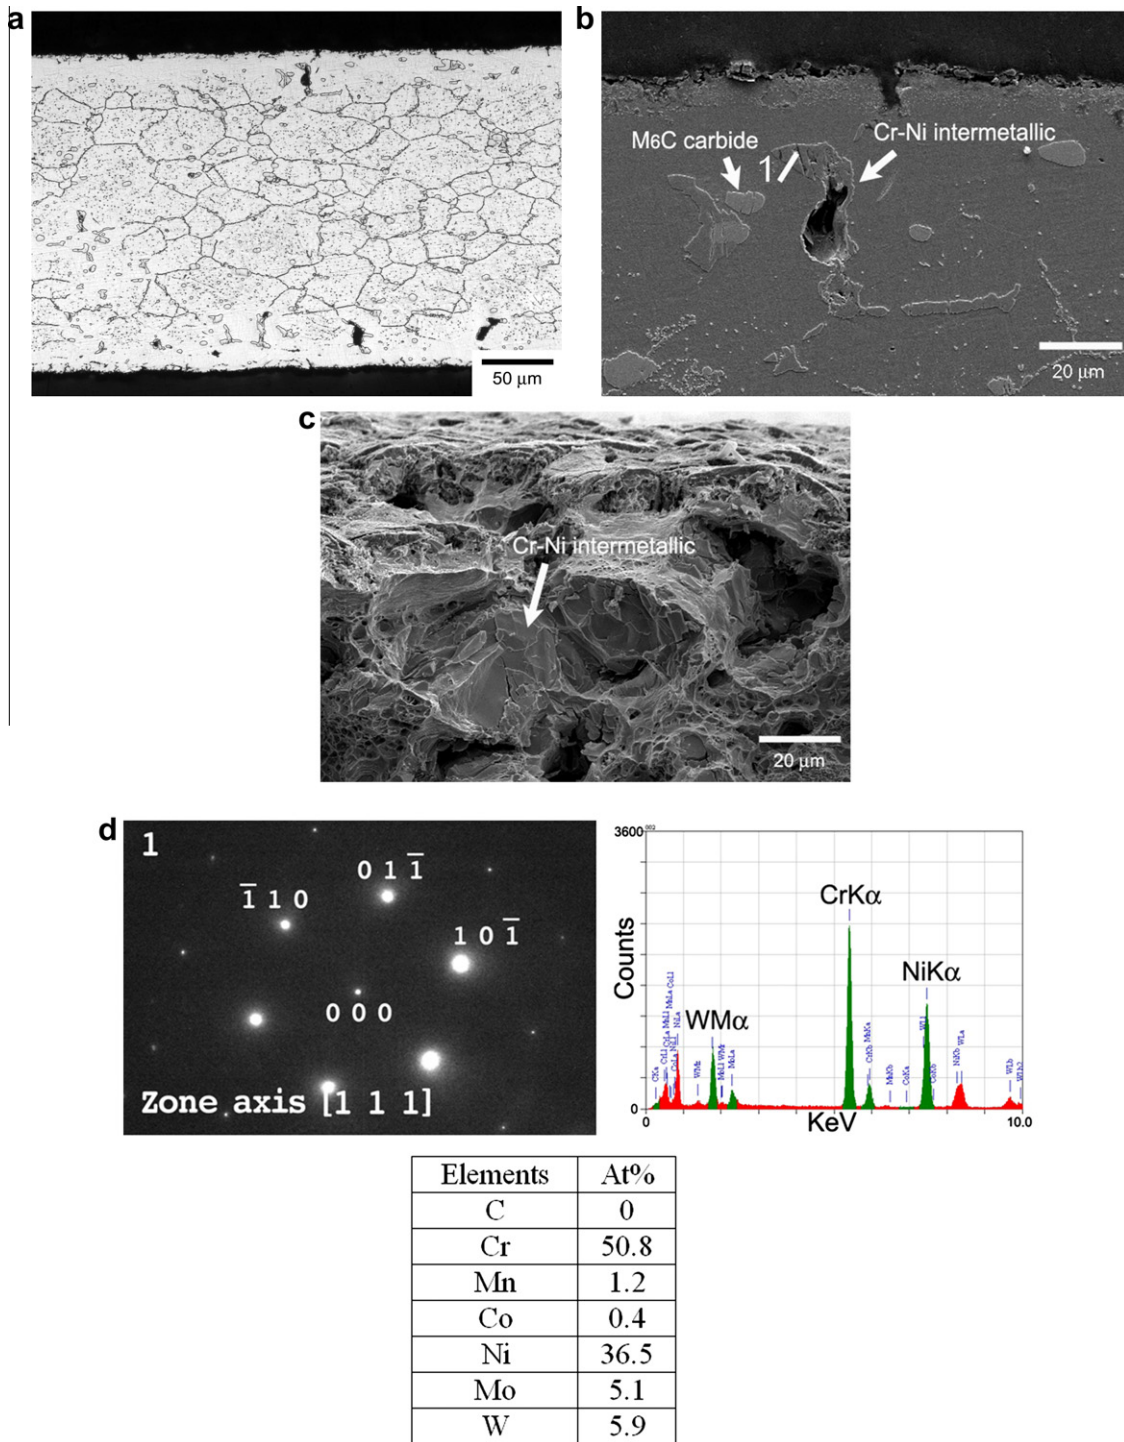 a
50 μm
b
M6C carbide
Cr-Ni intermetallic
1
20 μm
c
Cr-Ni intermetallic
20 μm
d
1
0 1 1̅
1̅ 1 0
1 0 1̅
0 0 0
Zone axis [1 1 1]
3600
002
Counts
CrKα
NiKα
WMα
0
0
KeV
10.0
Elements At%
C 0
Cr 50.8
Mn 1.2
Co 0.4
Ni 36.5
Mo 5.1
W 5.9